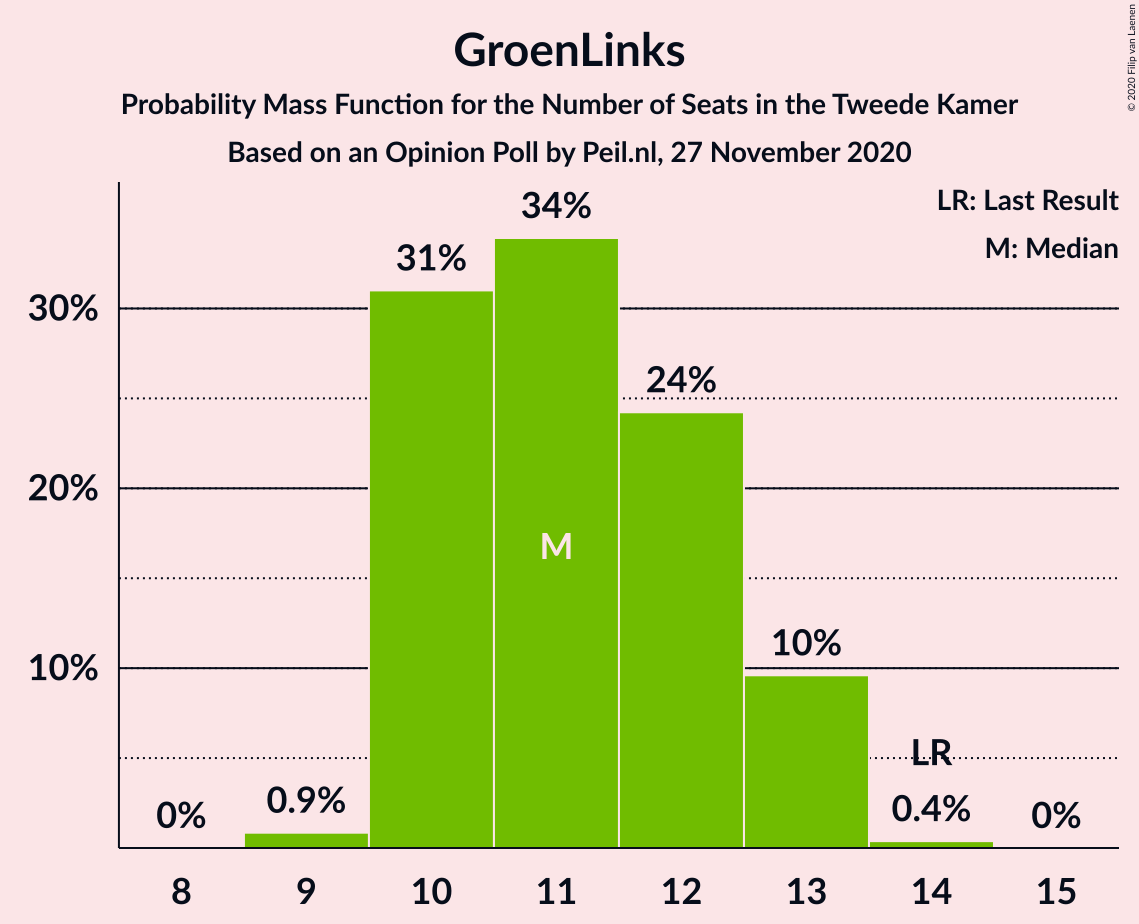 GroenLinks
Probability Mass Function for the Number of Seats in the Tweede Kamer
Based on an Opinion Poll by Peil.nl, 27 November 2020
© 2020 Filip van Laenen
LR: Last Result
M: Median
30%
20%
10%
0%
0.9%
31%
34%
M
24%
10%
LR
0.4%
0%
8
9
10
11
12
13
14
15